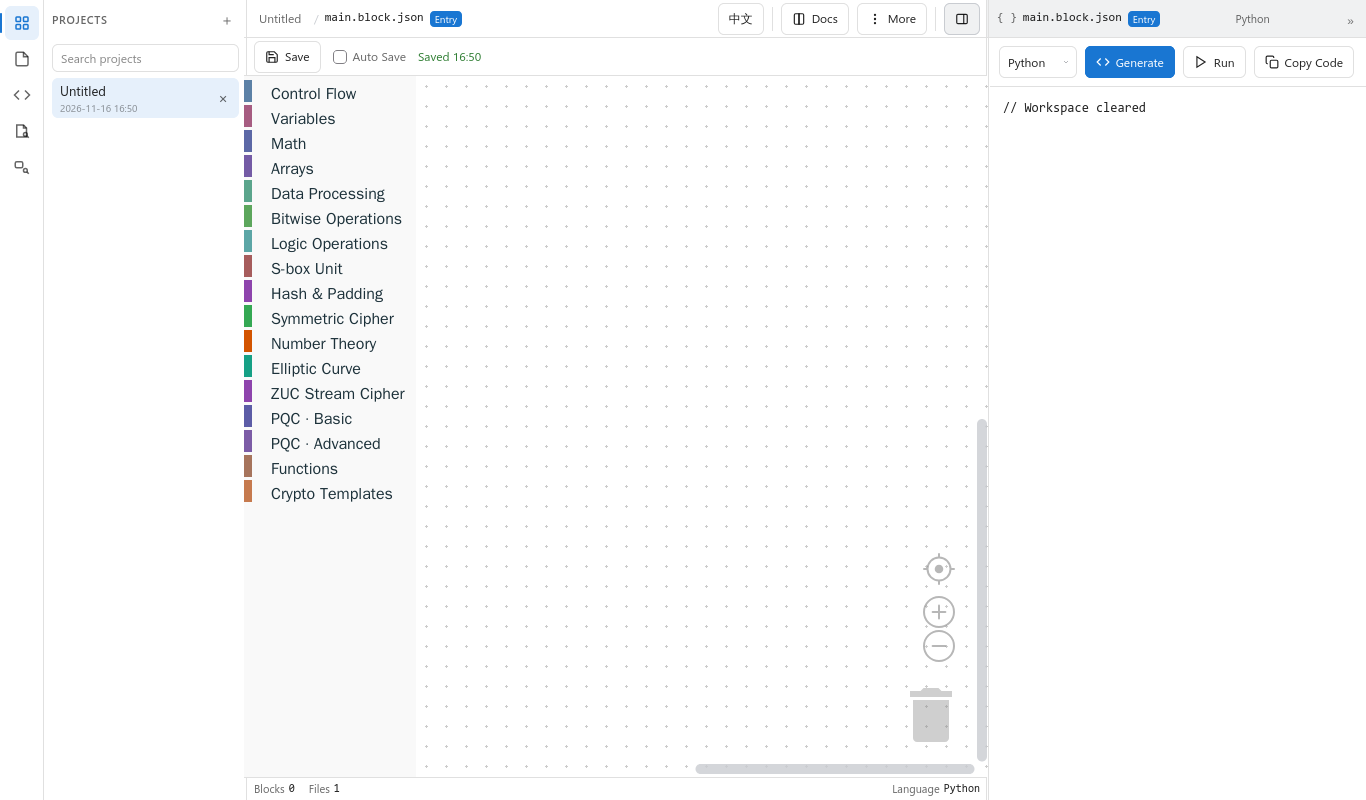 PROJECTS
+
Search projects
Untitled
2026-11-16 16:50
×
Untitled / main.block.json Entry
中文
Docs
More
Save
Auto Save
Saved 16:50
Control Flow
Variables
Math
Arrays
Data Processing
Bitwise Operations
Logic Operations
S-box Unit
Hash & Padding
Symmetric Cipher
Number Theory
Elliptic Curve
ZUC Stream Cipher
PQC · Basic
PQC · Advanced
Functions
Crypto Templates
Blocks 0 Files 1
Language Python
{ } main.block.json Entry
Python
»
Python
Generate
Run
Copy Code
// Workspace cleared